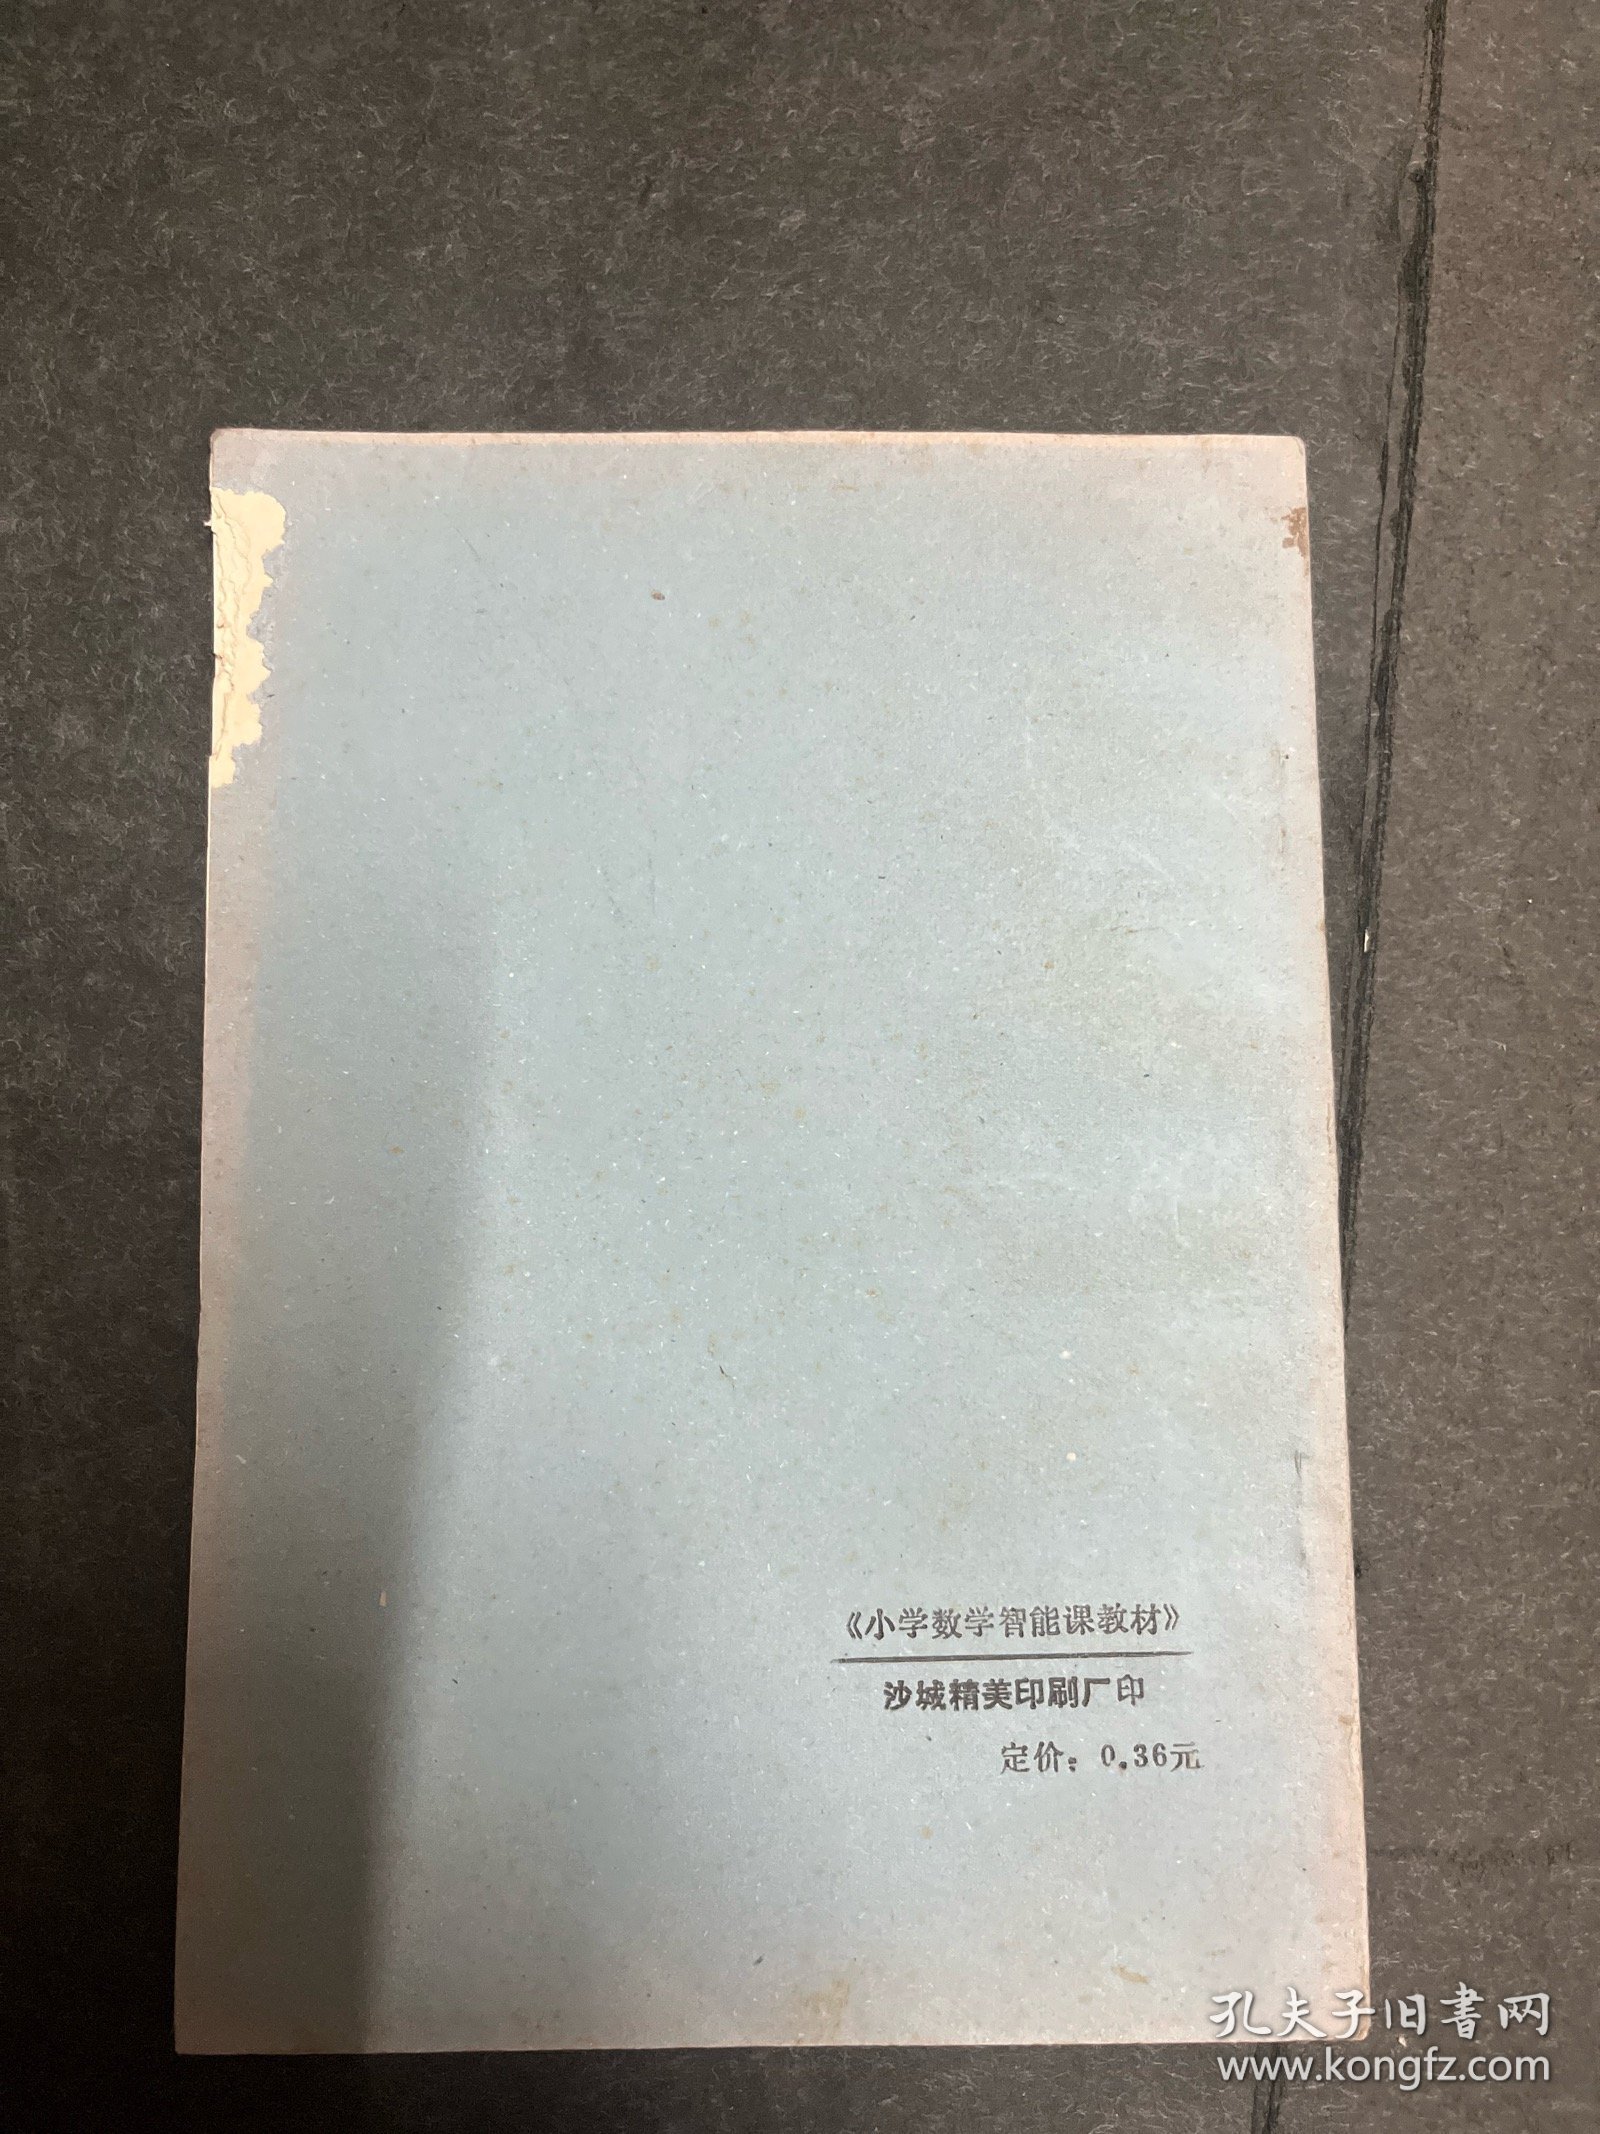 《小学数学智能课教材》
沙城精美印刷厂印
定价：0.36元
孔夫子旧书网
www.kongfz.com